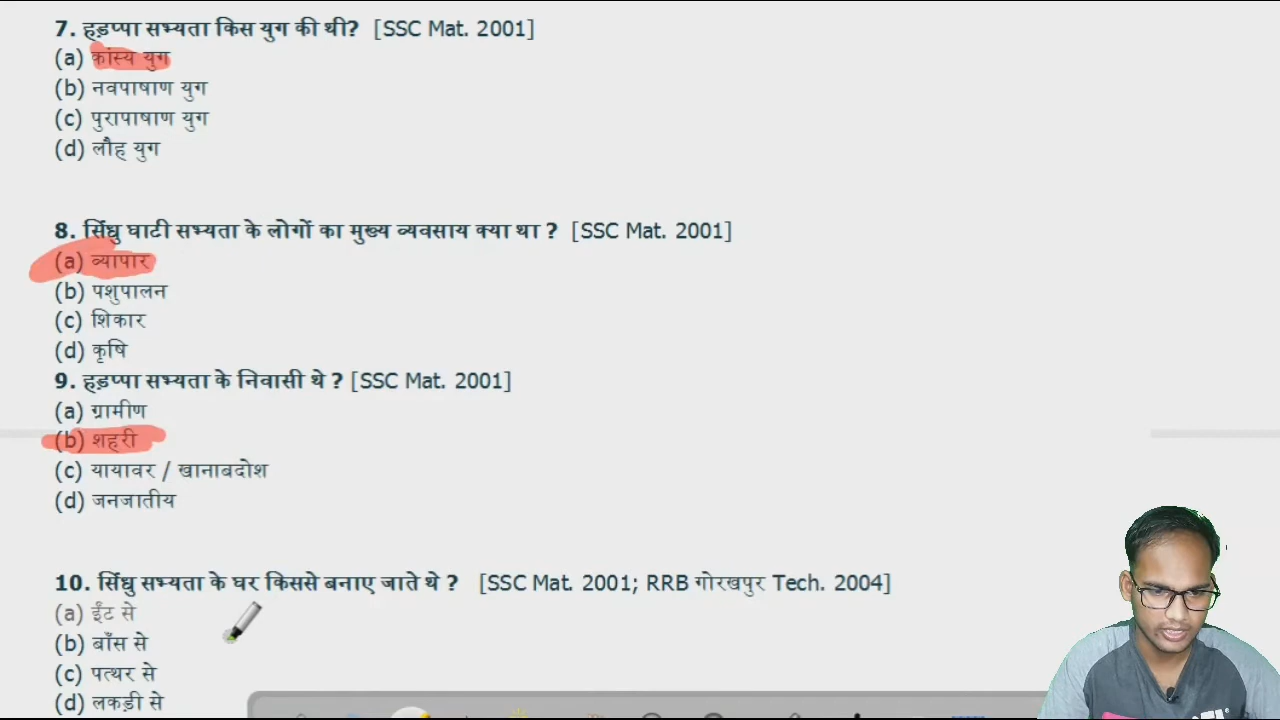 7. हड़प्पा सभ्यता किस युग की थी? [SSC Mat. 2001]
(a) कांस्य युग
(b) नवपाषाण युग
(c) पुरापाषाण युग
(d) लौह युग
8. सिंधु घाटी सभ्यता के लोगों का मुख्य व्यवसाय क्या था ? [SSC Mat. 2001]
(a) व्यापार
(b) पशुपालन
(c) शिकार
(d) कृषि
9. हड़प्पा सभ्यता के निवासी थे ? [SSC Mat. 2001]
(a) ग्रामीण
(b) शहरी
(c) यायावर / खानाबदोश
(d) जनजातीय
10. सिंधु सभ्यता के घर किससे बनाए जाते थे ? [SSC Mat. 2001; RRB गोरखपुर Tech. 2004]
(a) ईंट से
(b) बाँस से
(c) पत्थर से
(d) लकड़ी से